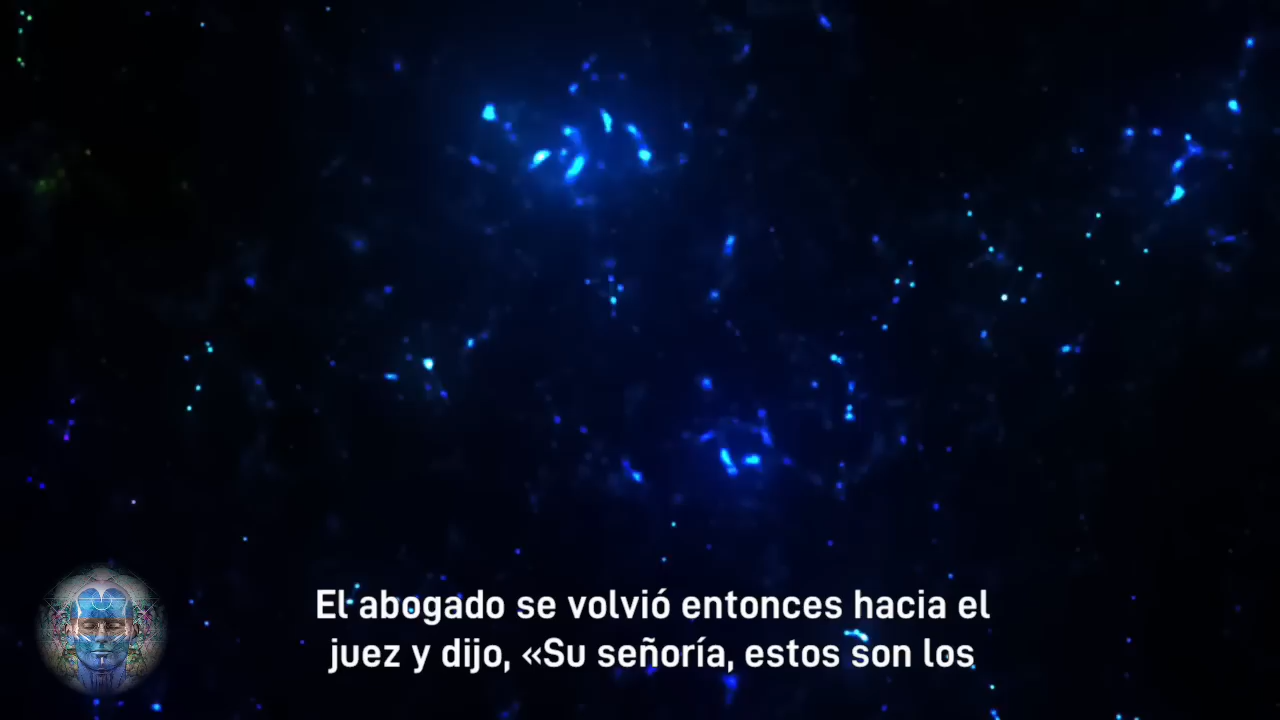 El abogado se volvió entonces hacia el
juez y dijo, «Su señoría, estos son los